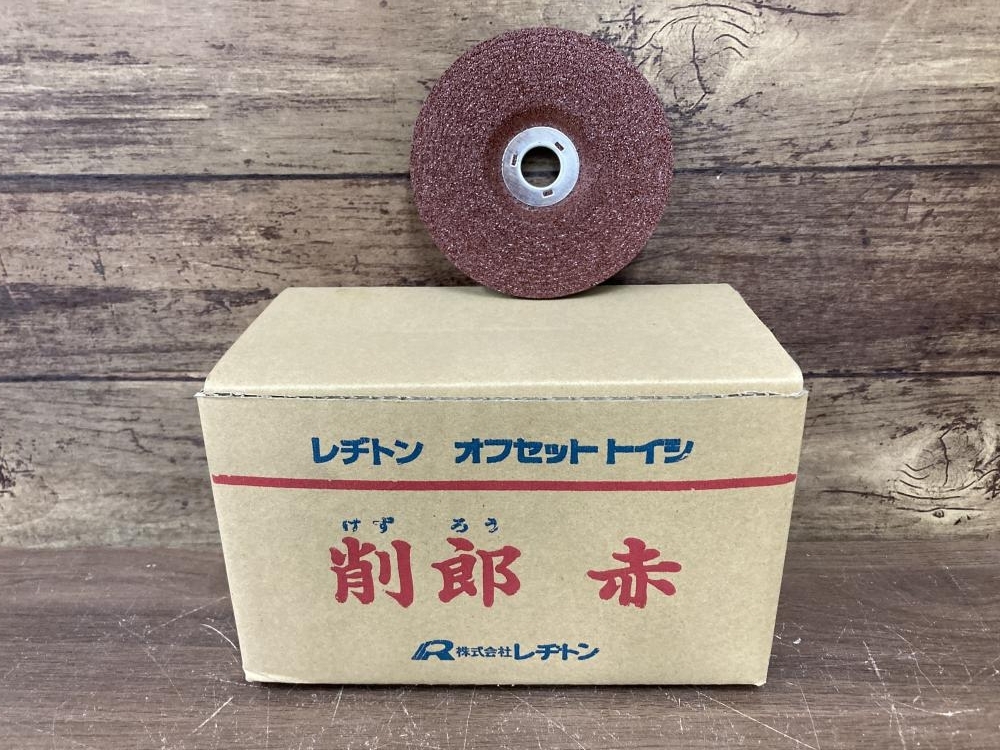 レヂトン オフセットトイシ
けずろう
削郎 赤
株式会社レヂトン